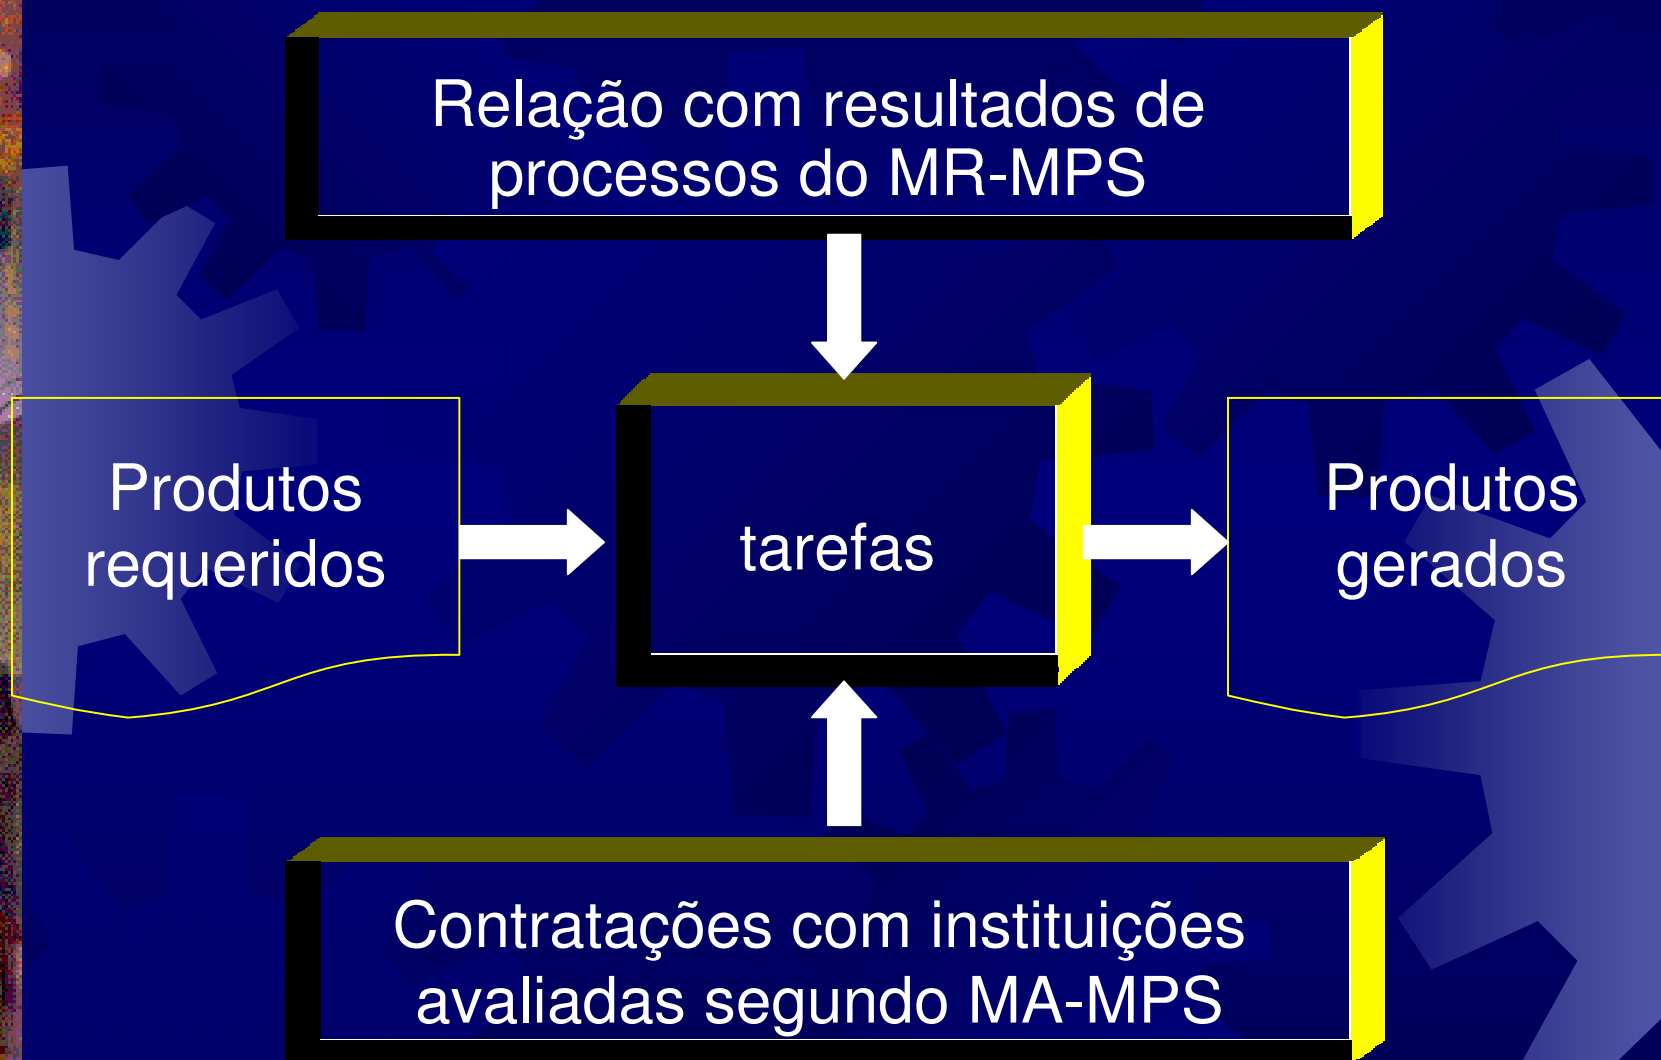 Relação com resultados de
processos do MR-MPS
Produtos
requeridos
tarefas
Produtos
gerados
Contratações com instituições
avaliadas segundo MA-MPS